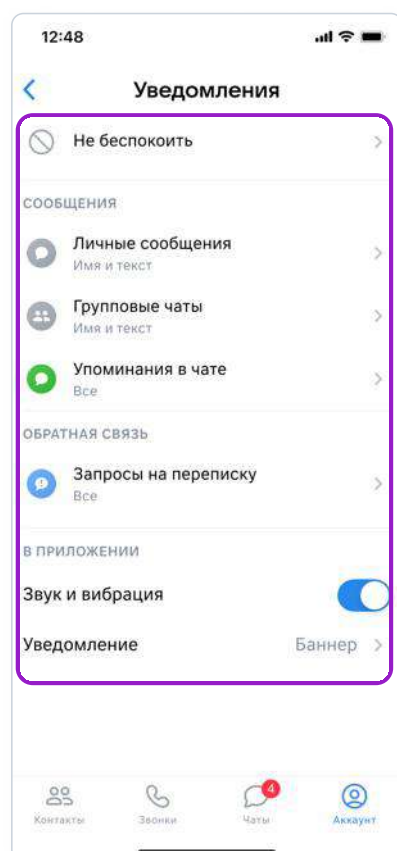 12:48
Уведомления
Не беспокоить
СООБЩЕНИЯ
Личные сообщения
Имя и текст
Групповые чаты
Имя и текст
Упоминания в чате
Все
ОБРАТНАЯ СВЯЗЬ
Запросы на переписку
Все
В ПРИЛОЖЕНИИ
Звук и вибрация
Уведомление Баннер
4
Контакты Звонки Чаты Аккаунт